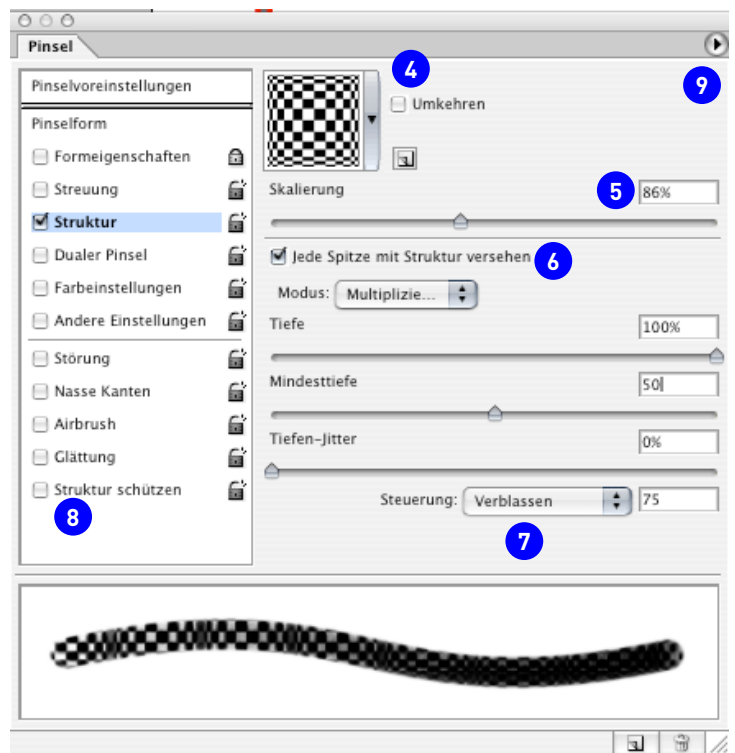 Pinsel
4
9
Pinselvoreinstellungen
Umkehren
Pinselform
Formeigenschaften
Streuung
Skalierung
5
86%
Struktur
Dualer Pinsel
Jede Spitze mit Struktur versehen
6
Farbeinstellungen
Modus: Multiplizie...
Andere Einstellungen
Tiefe
100%
Störung
Nasse Kanten
Mindesttiefe
50
Airbrush
Glättung
Tiefen-Jitter
0%
Struktur schützen
Steuerung: Verblassen
75
8
7